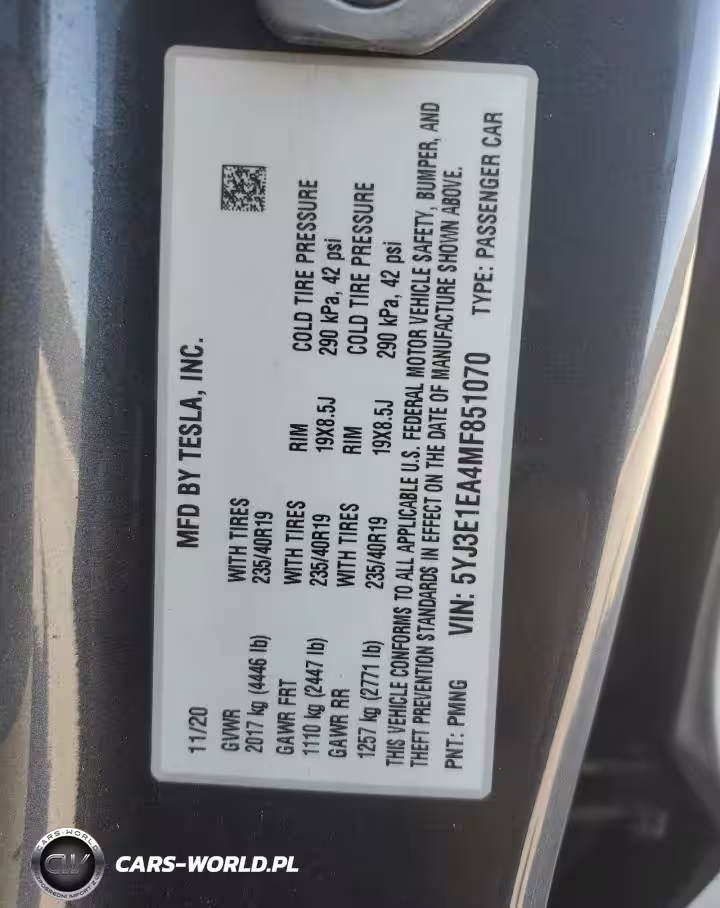 MFD BY TESLA, INC.
11/20
GVWR WITH TIRES
2017 kg (4446 lb) 235/40R19
GAWR FRT WITH TIRES RIM COLD TIRE PRESSURE
1110 kg (2447 lb) 235/40R19 19X8.5J 290 kPa, 42 psi
GAWR RR WITH TIRES RIM COLD TIRE PRESSURE
1257 kg (2771 lb) 235/40R19 19X8.5J 290 kPa, 42 psi
THIS VEHICLE CONFORMS TO ALL APPLICABLE U.S. FEDERAL MOTOR VEHICLE SAFETY, BUMPER, AND
THEFT PREVENTION STANDARDS IN EFFECT ON THE DATE OF MANUFACTURE SHOWN ABOVE.
PNT: PMNG VIN: 5YJ3E1EA4MF851070 TYPE: PASSENGER CAR
CARS-WORLD
CW
CARS-WORLD.PL